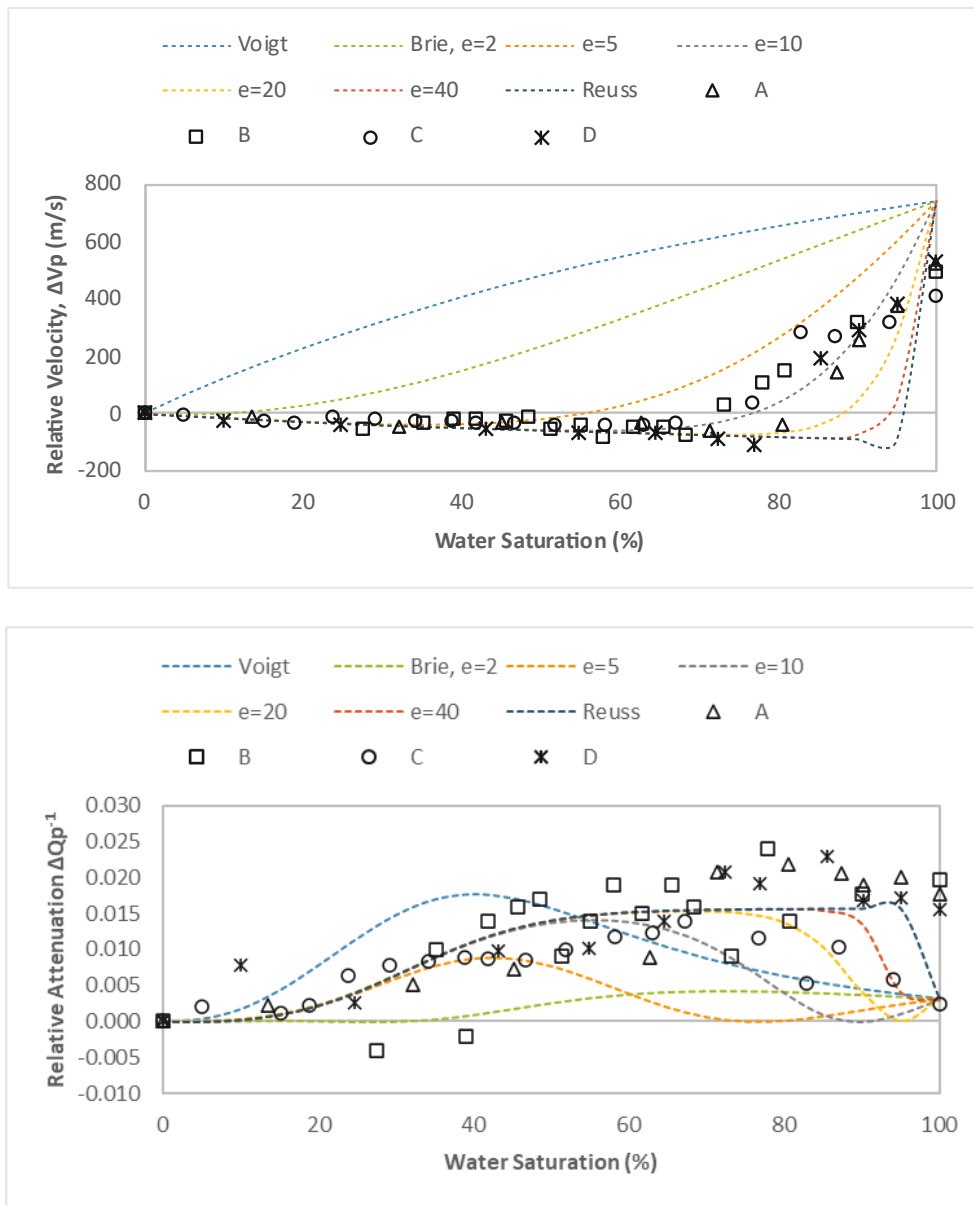 Voigt Brie, e=2 e=5 e=10
e=20 e=40 Reuss A
B C D
Relative Velocity, ΔVp (m/s)
800
600
400
200
0
-200
0 20 40 60 80 100
Water Saturation (%)
Voigt Brie, e=2 e=5 e=10
e=20 e=40 Reuss A
B C D
Relative Attenuation ΔQp⁻¹
0.030
0.025
0.020
0.015
0.010
0.005
0.000
-0.005
-0.010
0 20 40 60 80 100
Water Saturation (%)